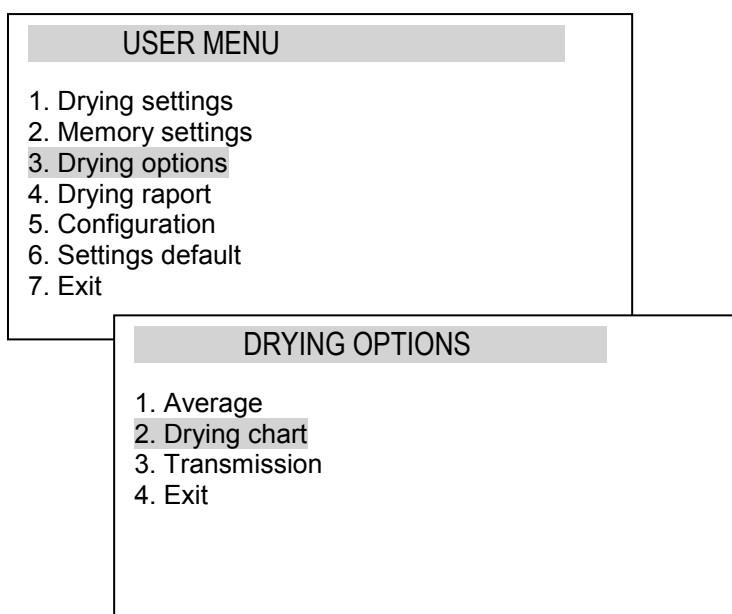 USER MENU
1. Drying settings
2. Memory settings
3. Drying options
4. Drying raport
5. Configuration
6. Settings default
7. Exit
DRYING OPTIONS
1. Average
2. Drying chart
3. Transmission
4. Exit